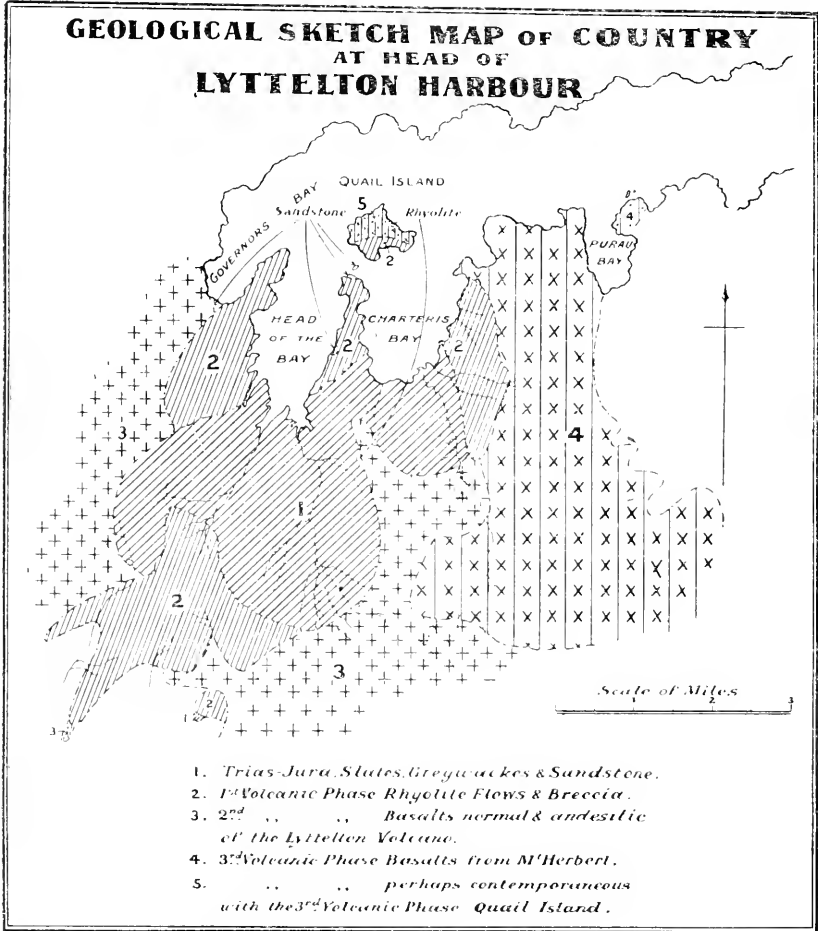 GEOLOGICAL SKETCH MAP OF COUNTRY
AT HEAD OF
LYTTELTON HARBOUR
QUAIL ISLAND
GOVERNORS BAY
Sandstone
5
Rhyolite
2
3
4
PURAU
BAY
HEAD
OF THE
BAY
CHARTERIS
BAY
2
2
2
3
4
1
2
3
2
1
3
Scale of Miles
1 2 3
1. Trias-Jura, Slates, Greywackes & Sandstone.
2. 1st Volcanic Phase Rhyolite Flows & Breccia.
3. 2nd ,, ,, Basalts normal & andesitic
of the Lyttelton Volcano.
4. 3rd Volcanic Phase Basalts from Mt Herbert.
5. ,, ,, perhaps contemporaneous
with the 3rd Volcanic Phase Quail Island.